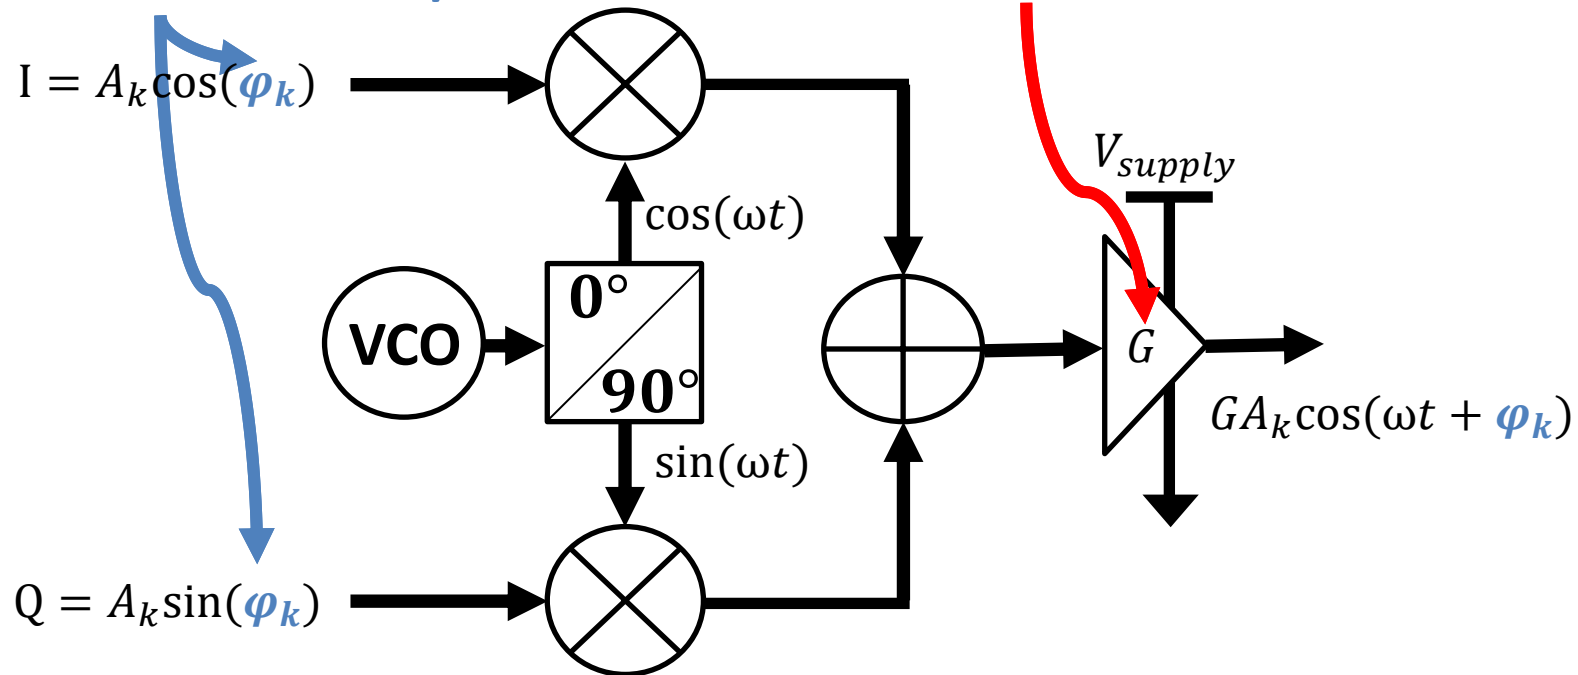 I = A_k cos(φ_k)
V_supply
cos(ωt)
0°
VCO
G
90°
GA_k cos(ωt + φ_k)
sin(ωt)
Q = A_k sin(φ_k)